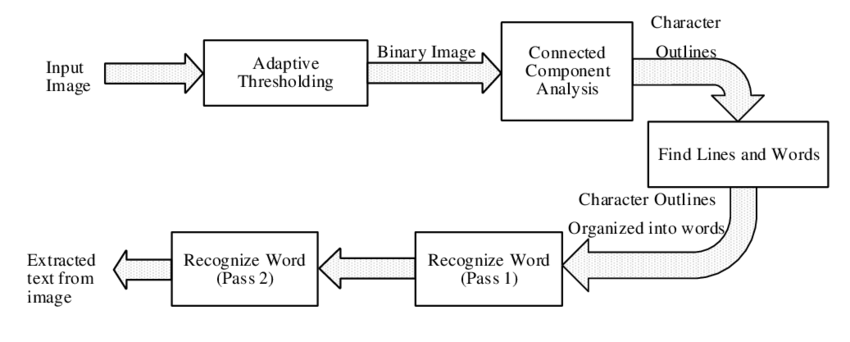 Input
Image
Adaptive
Thresholding
Binary Image
Connected
Component
Analysis
Character
Outlines
Find Lines and Words
Character Outlines
Organized into words
Recognize Word
(Pass 1)
Recognize Word
(Pass 2)
Extracted
text from
image